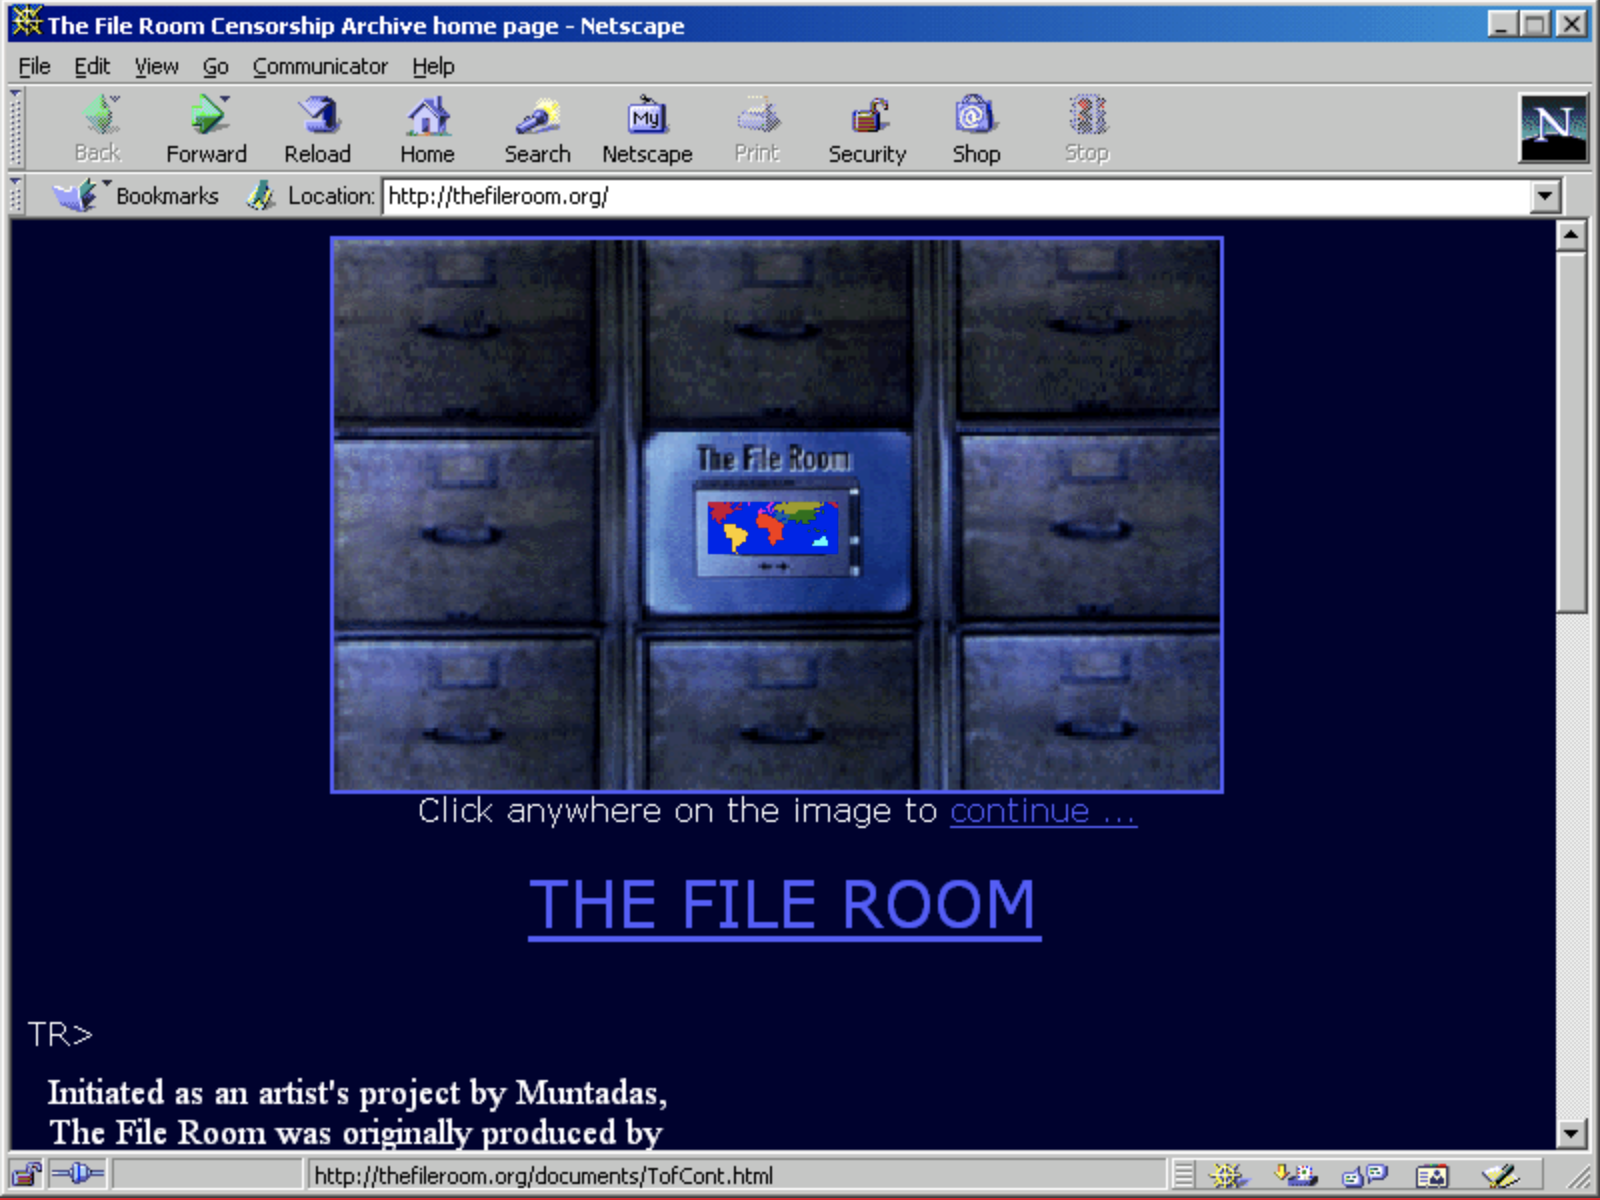 The File Room Censorship Archive home page - Netscape
File Edit View Go Communicator Help
Back Forward Reload Home Search Netscape Print Security Shop Stop
My
N
Bookmarks Location: http://thefileroom.org/
The File Room
Click anywhere on the image to continue ...
THE FILE ROOM
TR>
Initiated as an artist's project by Muntadas,
The File Room was originally produced by
http://thefileroom.org/documents/TofCont.html